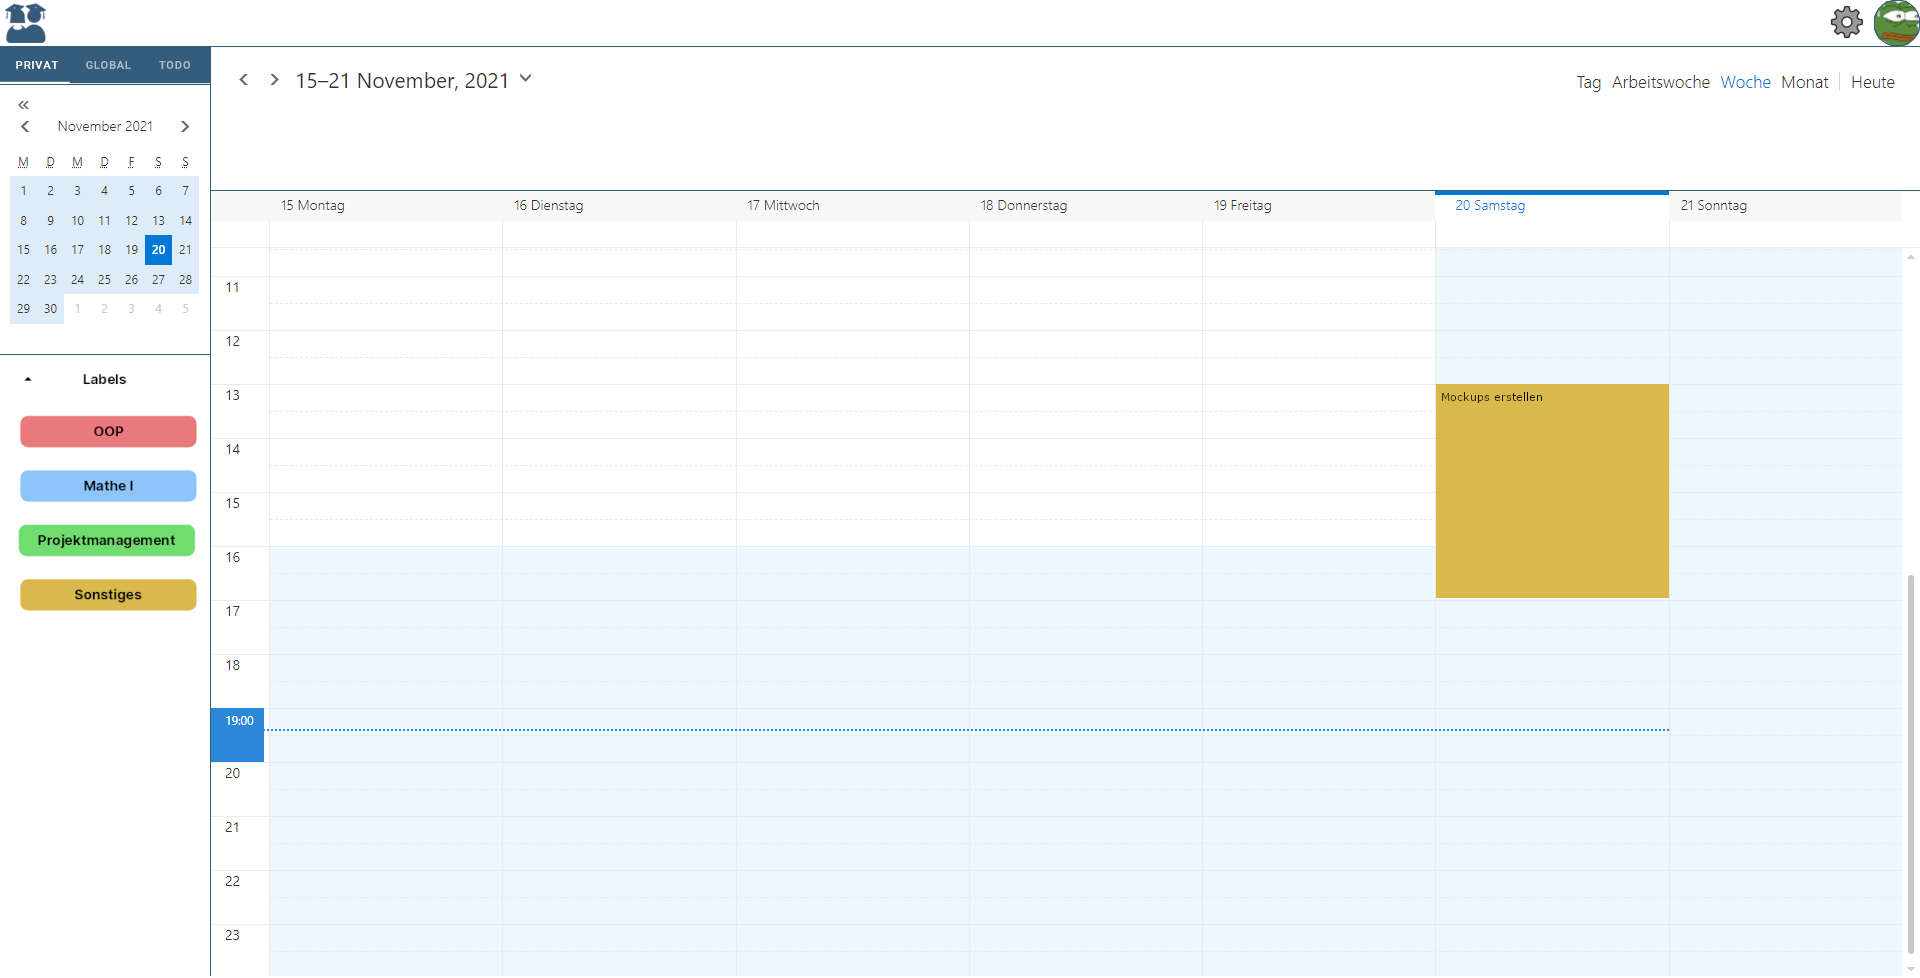 PRIVAT GLOBAL TODO
15–21 November, 2021
Tag Arbeitswoche Woche Monat Heute
November 2021
M D M D F S S
1 2 3 4 5 6 7
8 9 10 11 12 13 14
15 16 17 18 19 20 21
22 23 24 25 26 27 28
29 30 1 2 3 4 5
Labels
OOP
Mathe I
Projektmanagement
Sonstiges
15 Montag 16 Dienstag 17 Mittwoch 18 Donnerstag 19 Freitag 20 Samstag 21 Sonntag
11
12
13
Mockups erstellen
14
15
16
17
18
19:00
20
21
22
23